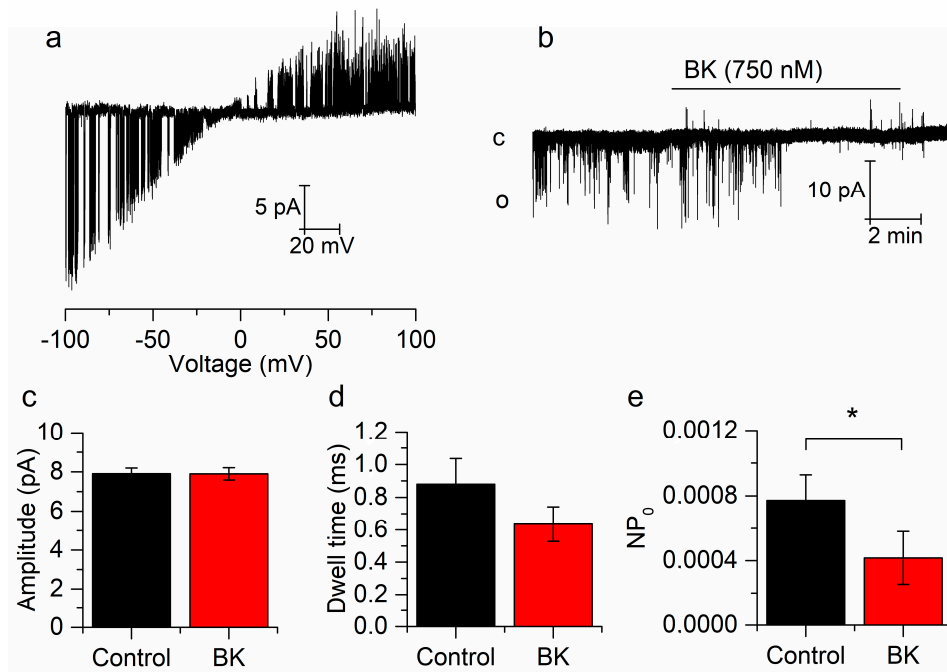 a
5 pA
20 mV
-100 -50 0 50 100
Voltage (mV)
b
BK (750 nM)
c
o
10 pA
2 min
c
Amplitude (pA)
10
8
6
4
2
0
Control BK
d
Dwell time (ms)
1.2
1.0
0.8
0.6
0.4
0.2
0.0
Control BK
e
*
NP₀
0.0012
0.0008
0.0004
0.0000
Control BK